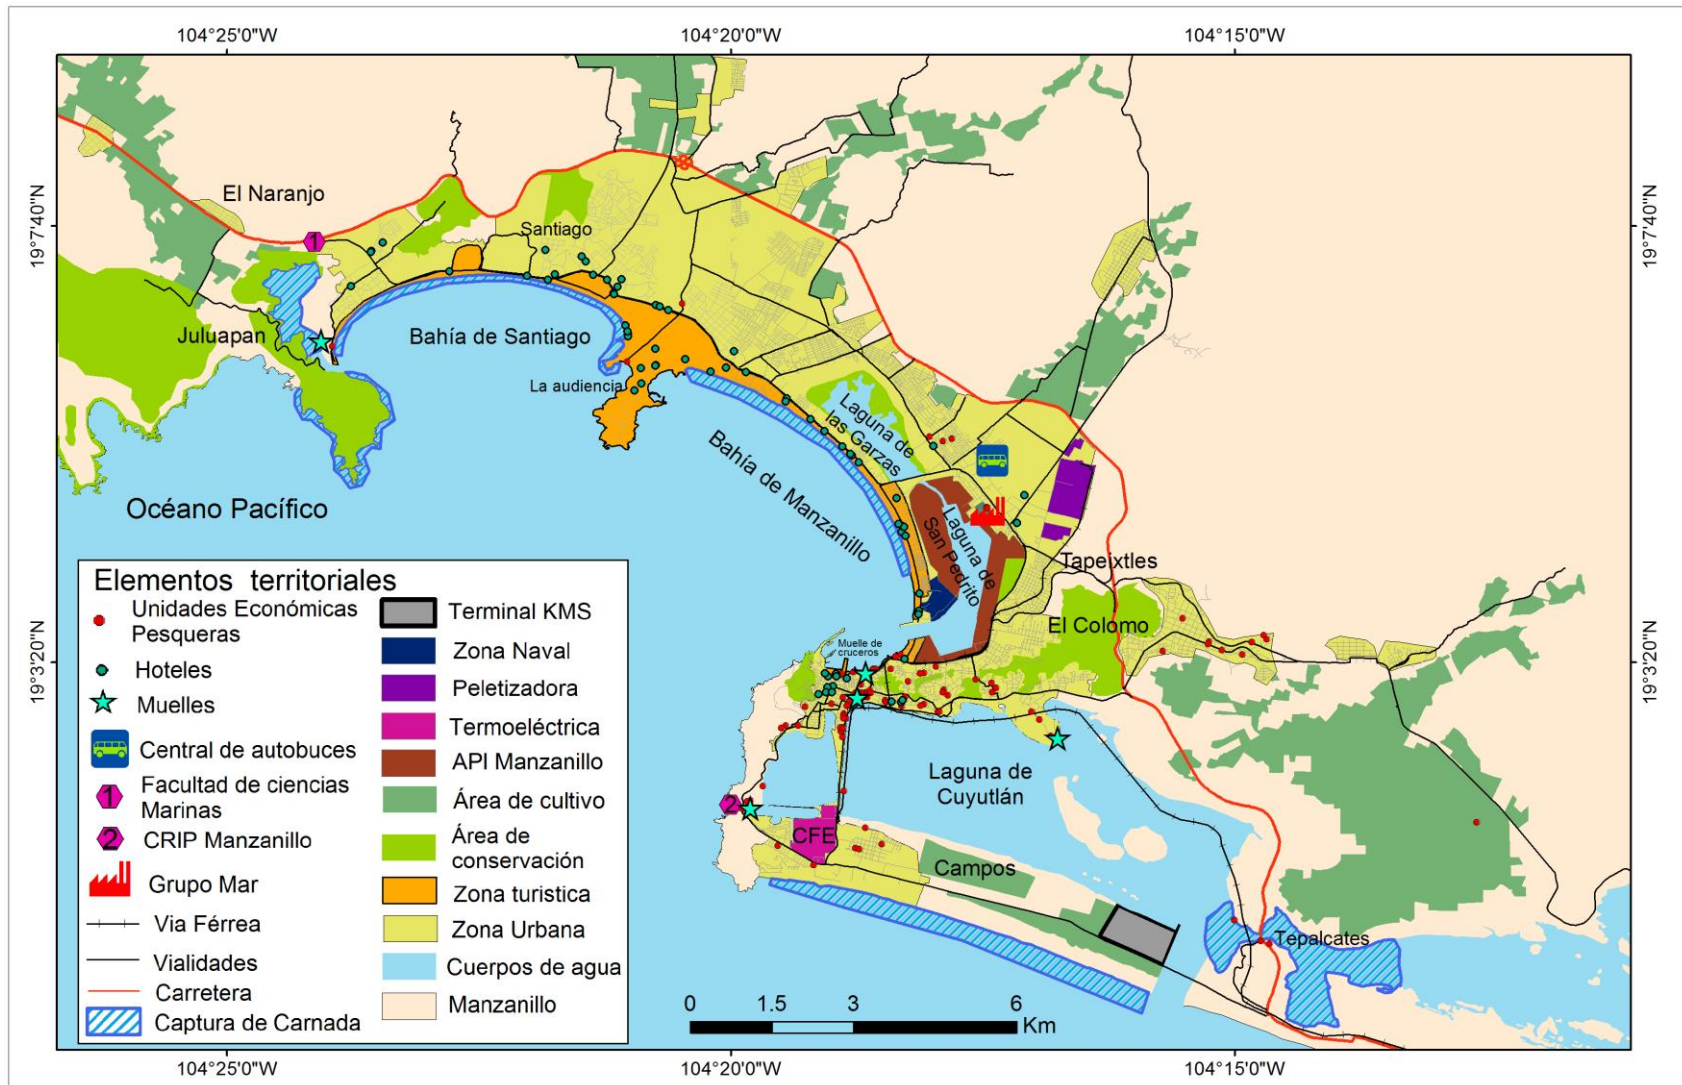 104°25'0"W
104°20'0"W
104°15'0"W
19°7'40"N
19°7'40"N
El Naranjo
1
Santiago
Juluapan
Bahía de Santiago
La audiencia
Laguna de
las Garzas
Bahía de Manzanillo
Océano Pacífico
Laguna de
San Pedrito
Tapeixtles
El Colomo
Muelle de
cruceros
19°3'20"N
19°3'20"N
Laguna de
Cuyutlán
2
CFE
Campos
Tepalcates
Elementos territoriales
Unidades Económicas
Pesqueras
Hoteles
Muelles
Central de autobuces
1
Facultad de ciencias
Marinas
2
CRIP Manzanillo
Grupo Mar
Via Férrea
Vialidades
Carretera
Captura de Carnada
Terminal KMS
Zona Naval
Peletizadora
Termoeléctrica
API Manzanillo
Área de cultivo
Área de
conservación
Zona turistica
Zona Urbana
Cuerpos de agua
Manzanillo
0 1.5 3 6
Km
104°25'0"W
104°20'0"W
104°15'0"W